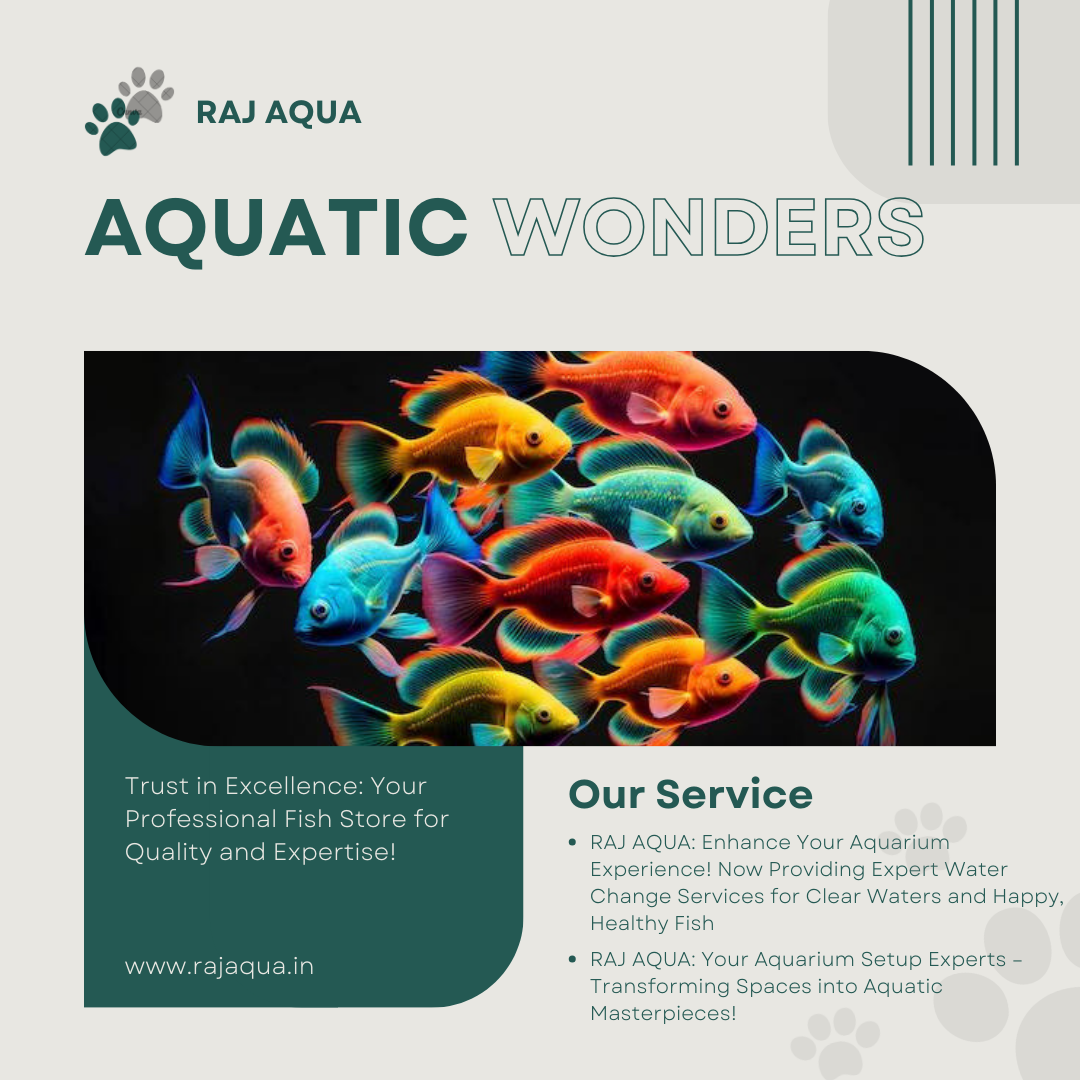 RAJ AQUA
AQUATIC WONDERS
Trust in Excellence: Your
Professional Fish Store for
Quality and Expertise!
www.rajaqua.in
Our Service
• RAJ AQUA: Enhance Your Aquarium
Experience! Now Providing Expert Water
Change Services for Clear Waters and Happy,
Healthy Fish
• RAJ AQUA: Your Aquarium Setup Experts –
Transforming Spaces into Aquatic
Masterpieces!